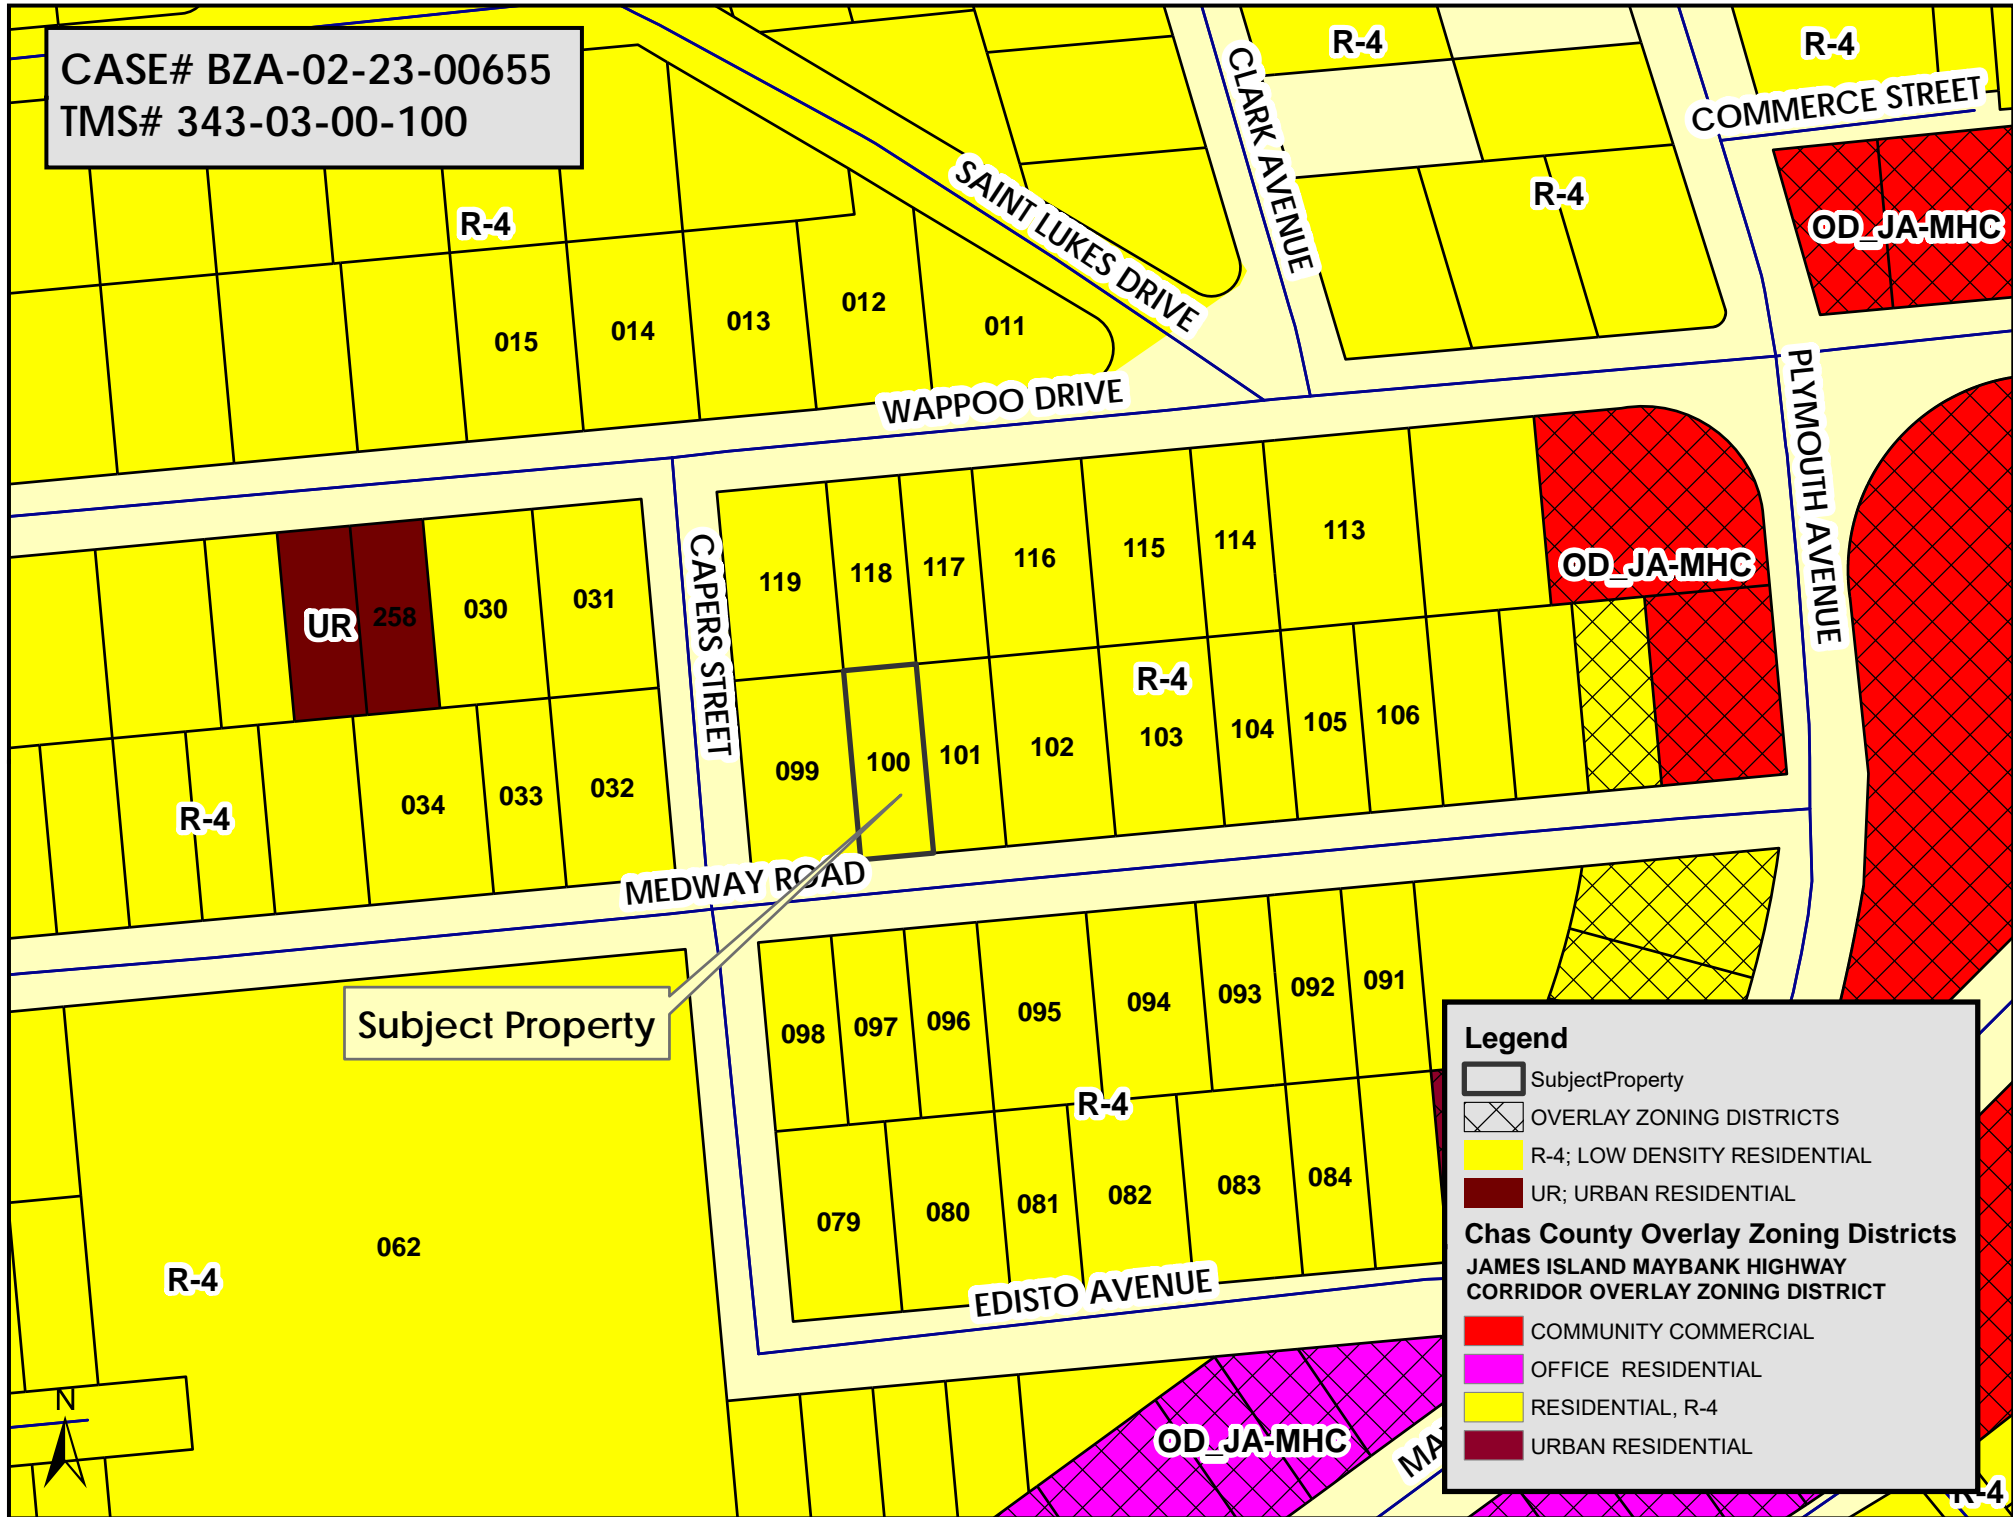 CASE# BZA-02-23-00655
TMS# 343-03-00-100
R-4
R-4
R-4
COMMERCE STREET
CLARK AVENUE
SAINT LUKES DRIVE
R-4
OD_JA-MHC
015
014
013
012
011
WAPPOO DRIVE
PLYMOUTH AVENUE
CAPERS STREET
119
118
117
116
115
114
113
OD_JA-MHC
UR
258
030
031
R-4
099
100
101
102
103
104
105
106
R-4
034
033
032
MEDWAY ROAD
Subject Property
098
097
096
095
094
093
092
091
R-4
079
080
081
082
083
084
062
R-4
EDISTO AVENUE
OD_JA-MHC
N
Legend
SubjectProperty
OVERLAY ZONING DISTRICTS
R-4; LOW DENSITY RESIDENTIAL
UR; URBAN RESIDENTIAL
Chas County Overlay Zoning Districts
JAMES ISLAND MAYBANK HIGHWAY
CORRIDOR OVERLAY ZONING DISTRICT
COMMUNITY COMMERCIAL
OFFICE RESIDENTIAL
RESIDENTIAL, R-4
URBAN RESIDENTIAL
R-4